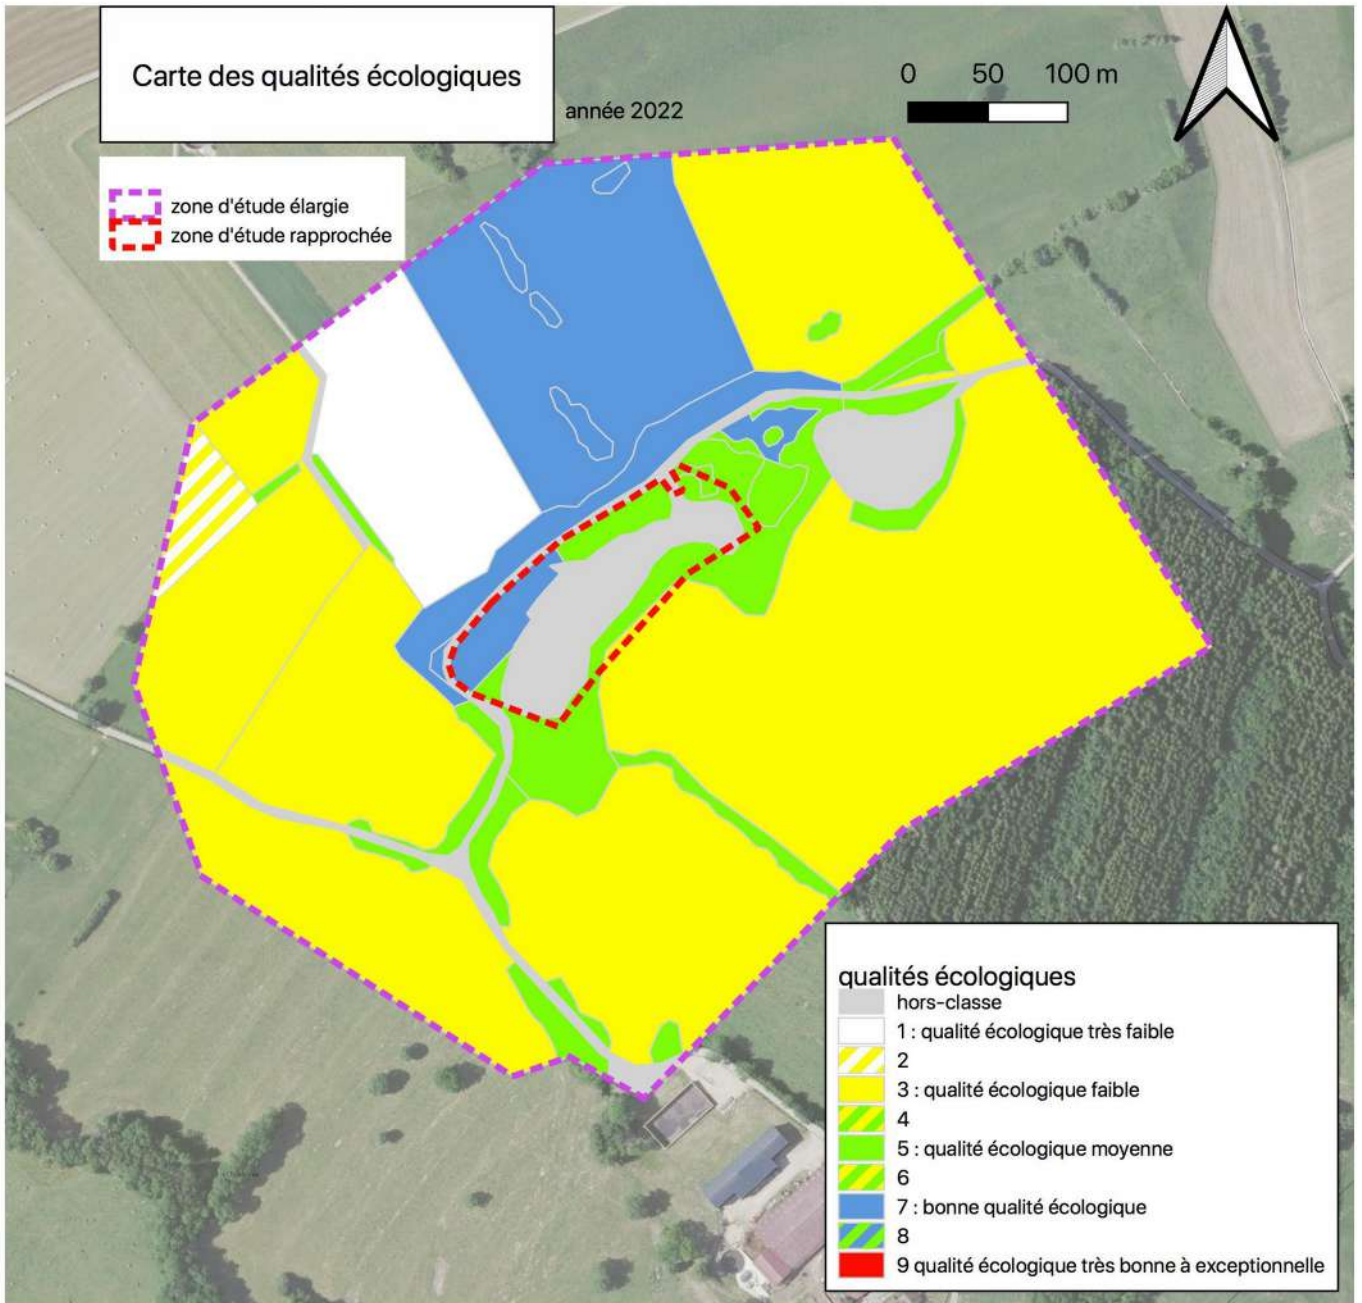 Carte des qualités écologiques
année 2022
0 50 100 m
zone d'étude élargie
zone d'étude rapprochée
qualités écologiques
hors-classe
1 : qualité écologique très faible
2
3 : qualité écologique faible
4
5 : qualité écologique moyenne
6
7 : bonne qualité écologique
8
9 qualité écologique très bonne à exceptionnelle